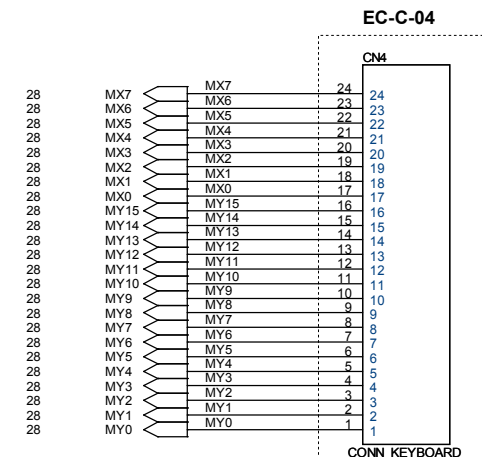 EC-C-04
CN4
28 MX7 MX7 24 24
28 MX6 MX6 23 23
28 MX5 MX5 22 22
28 MX4 MX4 21 21
28 MX3 MX3 20 20
28 MX2 MX2 19 19
28 MX1 MX1 18 18
28 MX0 MX0 17 17
28 MY15 MY15 16 16
28 MY14 MY14 15 15
28 MY13 MY13 14 14
28 MY12 MY12 13 13
28 MY11 MY11 12 12
28 MY10 MY10 11 11
28 MY9 MY9 10 10
28 MY8 MY8 9 9
28 MY7 MY7 8 8
28 MY6 MY6 7 7
28 MY5 MY5 6 6
28 MY4 MY4 5 5
28 MY3 MY3 4 4
28 MY2 MY2 3 3
28 MY1 MY1 2 2
28 MY0 MY0 1 1
CONN KEYBOARD